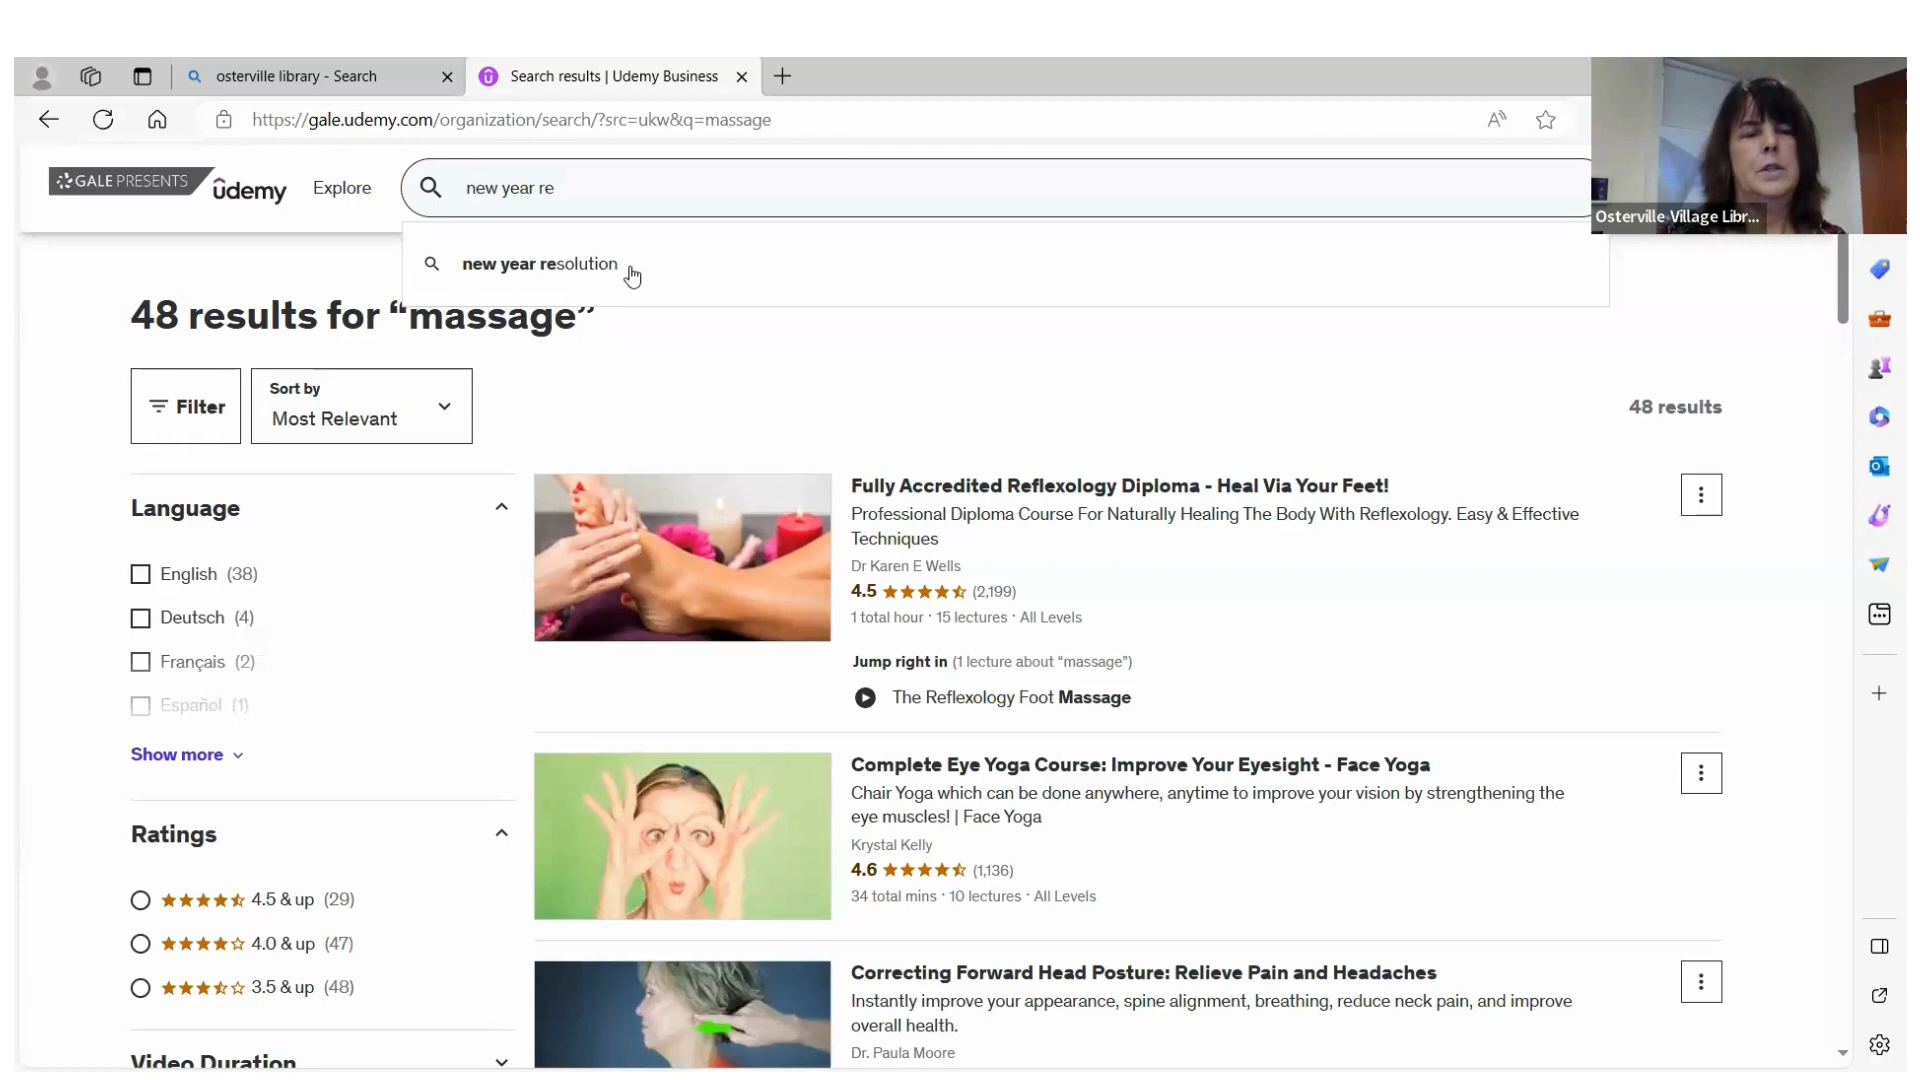 osterville library - Search
Search results | Udemy Business
https://gale.udemy.com/organization/search/?src=ukw&q=massage
GALE PRESENTS
ûdemy
Explore
new year re
Osterville Village Libr...
new year resolution
48 results for “massage”
Filter
Sort by
Most Relevant
48 results
Language
English (38)
Deutsch (4)
Français (2)
Español (1)
Show more
Ratings
4.5 & up (29)
4.0 & up (47)
3.5 & up (48)
Video Duration
Fully Accredited Reflexology Diploma - Heal Via Your Feet!
Professional Diploma Course For Naturally Healing The Body With Reflexology. Easy & Effective
Techniques
Dr Karen E Wells
4.5 (2,199)
1 total hour · 15 lectures · All Levels
Jump right in (1 lecture about “massage”)
The Reflexology Foot Massage
Complete Eye Yoga Course: Improve Your Eyesight - Face Yoga
Chair Yoga which can be done anywhere, anytime to improve your vision by strengthening the
eye muscles! | Face Yoga
Krystal Kelly
4.6 (1,136)
34 total mins · 10 lectures · All Levels
Correcting Forward Head Posture: Relieve Pain and Headaches
Instantly improve your appearance, spine alignment, breathing, reduce neck pain, and improve
overall health.
Dr. Paula Moore